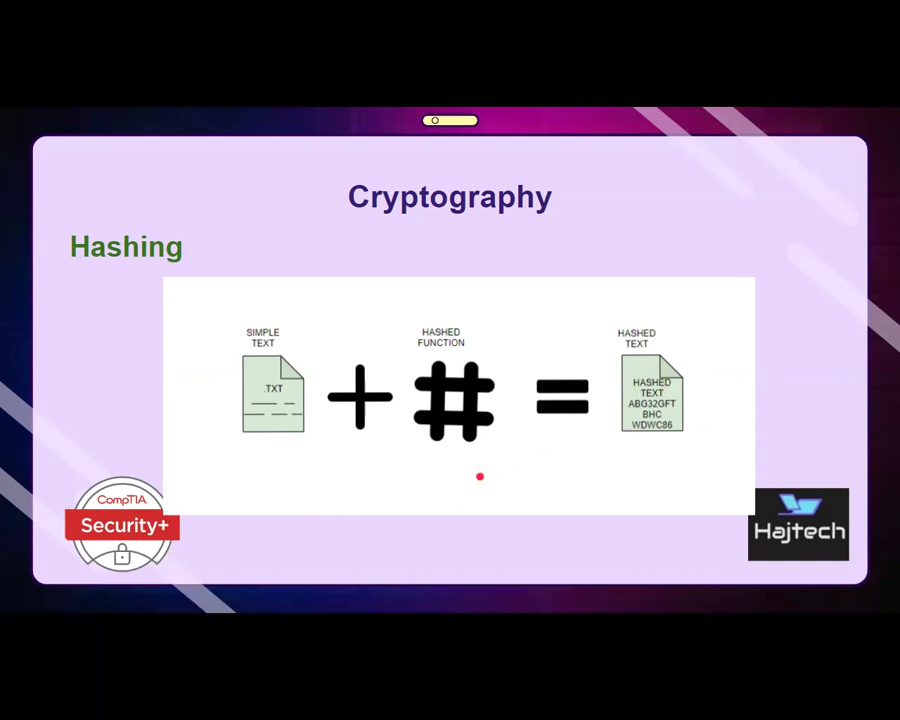 Cryptography
Hashing
SIMPLE
TEXT
HASHED
FUNCTION
HASHED
TEXT
.TXT
HASHED
TEXT
ABG32GFT
BHC
WDWC86
CompTIA
Security+
Hajtech